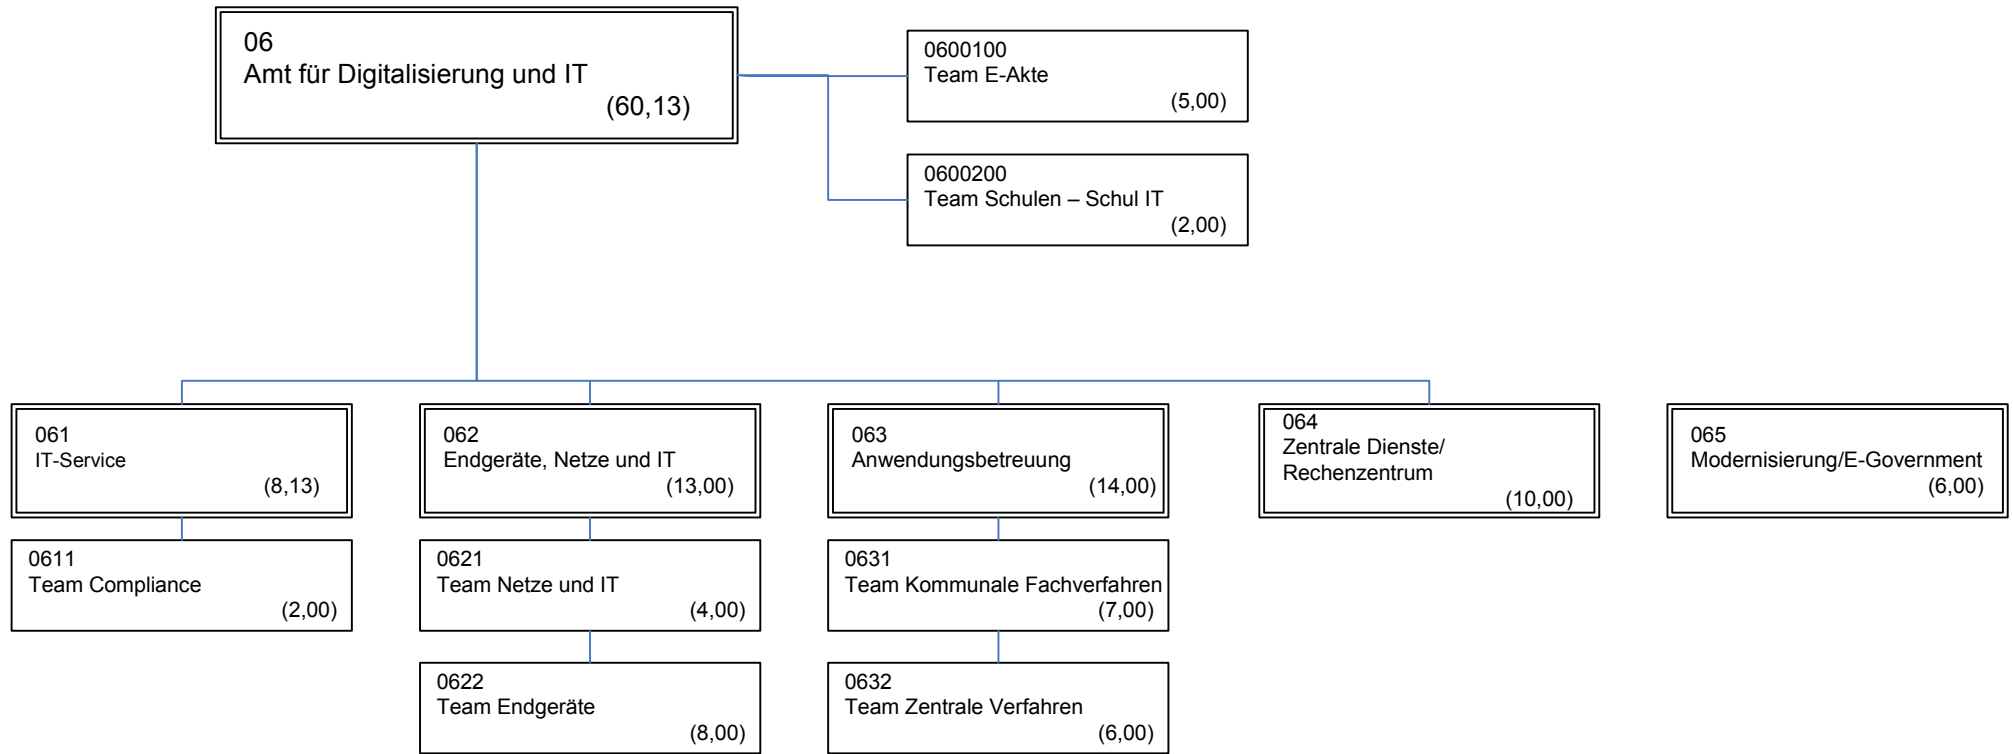 06
Amt für Digitalisierung und IT
(60,13)
0600100
Team E-Akte
(5,00)
0600200
Team Schulen – Schul IT
(2,00)
061
IT-Service
(8,13)
062
Endgeräte, Netze und IT
(13,00)
063
Anwendungsbetreuung
(14,00)
064
Zentrale Dienste/
Rechenzentrum
(10,00)
065
Modernisierung/E-Government
(6,00)
0611
Team Compliance
(2,00)
0621
Team Netze und IT
(4,00)
0631
Team Kommunale Fachverfahren
(7,00)
0622
Team Endgeräte
(8,00)
0632
Team Zentrale Verfahren
(6,00)